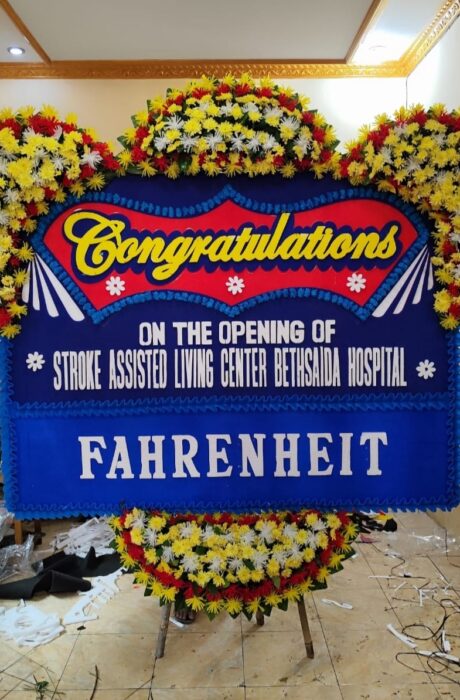 Congratulations
ON THE OPENING OF
STROKE ASSISTED LIVING CENTER BETHSAIDA HOSPITAL
FAHRENHEIT